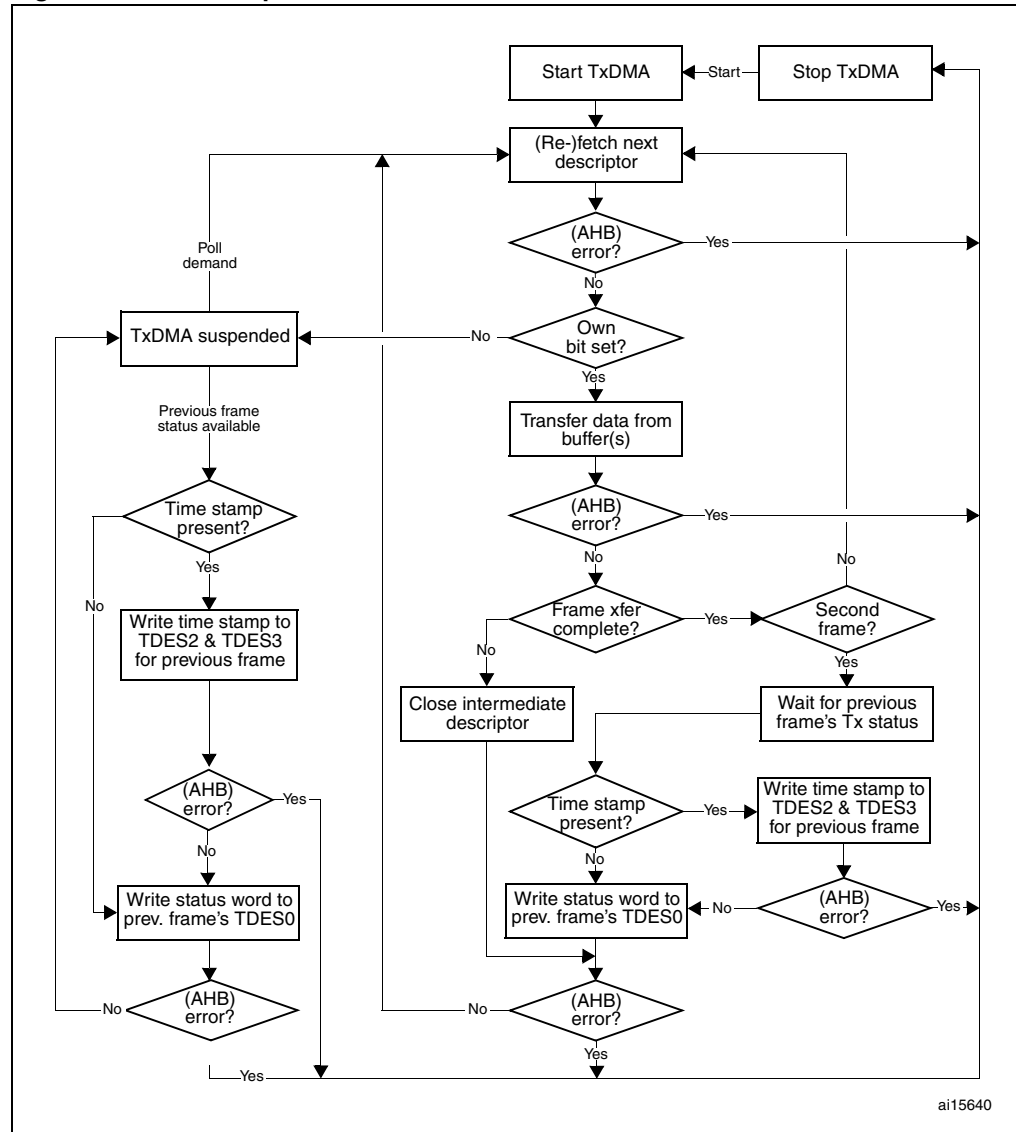 Start TxDMA
Start
Stop TxDMA
(Re-)fetch next
descriptor
(AHB)
error?
Yes
No
Poll
demand
TxDMA suspended
No
Own
bit set?
Yes
Previous frame
status available
Transfer data from
buffer(s)
Time stamp
present?
(AHB)
error?
Yes
No
Yes
No
No
Write time stamp to
TDES2 & TDES3
for previous frame
Frame xfer
complete?
Yes
Second
frame?
No
Yes
Close intermediate
descriptor
Wait for previous
frame's Tx status
(AHB)
error?
Yes
No
Time stamp
present?
Yes
Write time stamp to
TDES2 & TDES3
for previous frame
No
Write status word to
prev. frame's TDES0
Write status word to
prev. frame's TDES0
No
(AHB)
error?
Yes
No
(AHB)
error?
No
(AHB)
error?
Yes
Yes
ai15640